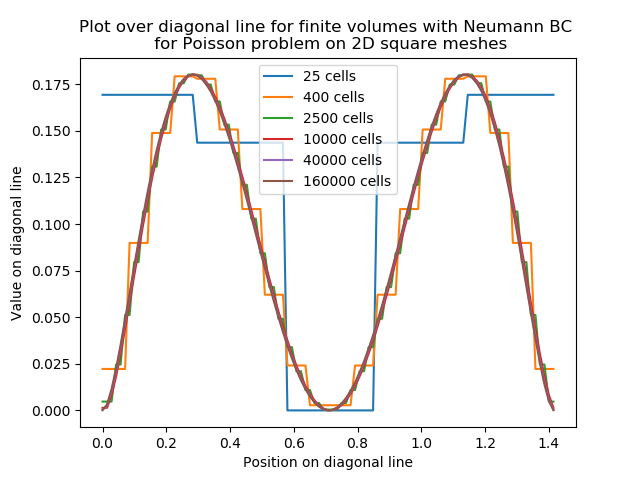 Plot over diagonal line for finite volumes with Neumann BC
for Poisson problem on 2D square meshes
25 cells
400 cells
2500 cells
10000 cells
40000 cells
160000 cells
Value on diagonal line
0.175
0.150
0.125
0.100
0.075
0.050
0.025
0.000
0.0 0.2 0.4 0.6 0.8 1.0 1.2 1.4
Position on diagonal line